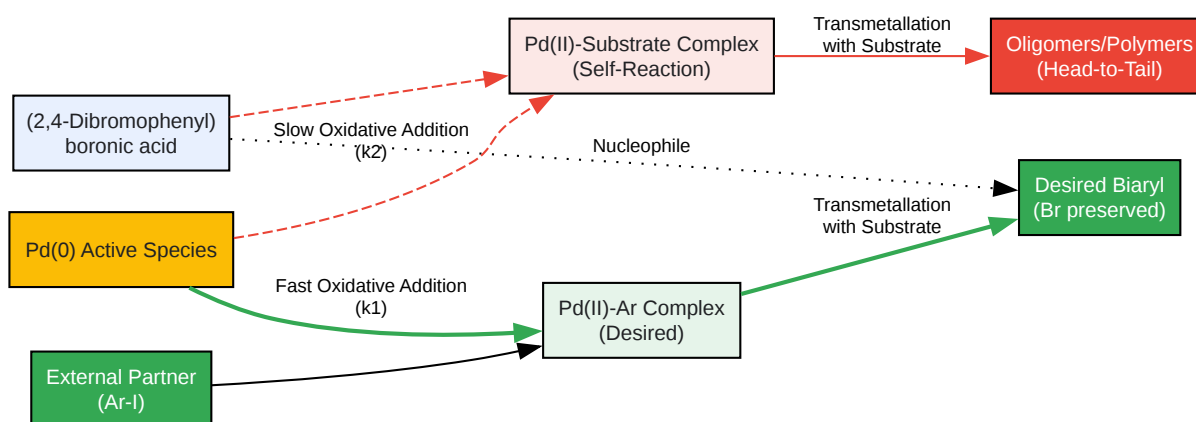 Pd(II)-Substrate Complex
(Self-Reaction)
Transmetallation
with Substrate
Oligomers/Polymers
(Head-to-Tail)
(2,4-Dibromophenyl)
boronic acid
Slow Oxidative Addition
(k2)
Nucleophile
Desired Biaryl
(Br preserved)
Transmetallation
with Substrate
Pd(0) Active Species
Fast Oxidative Addition
(k1)
Pd(II)-Ar Complex
(Desired)
External Partner
(Ar-I)